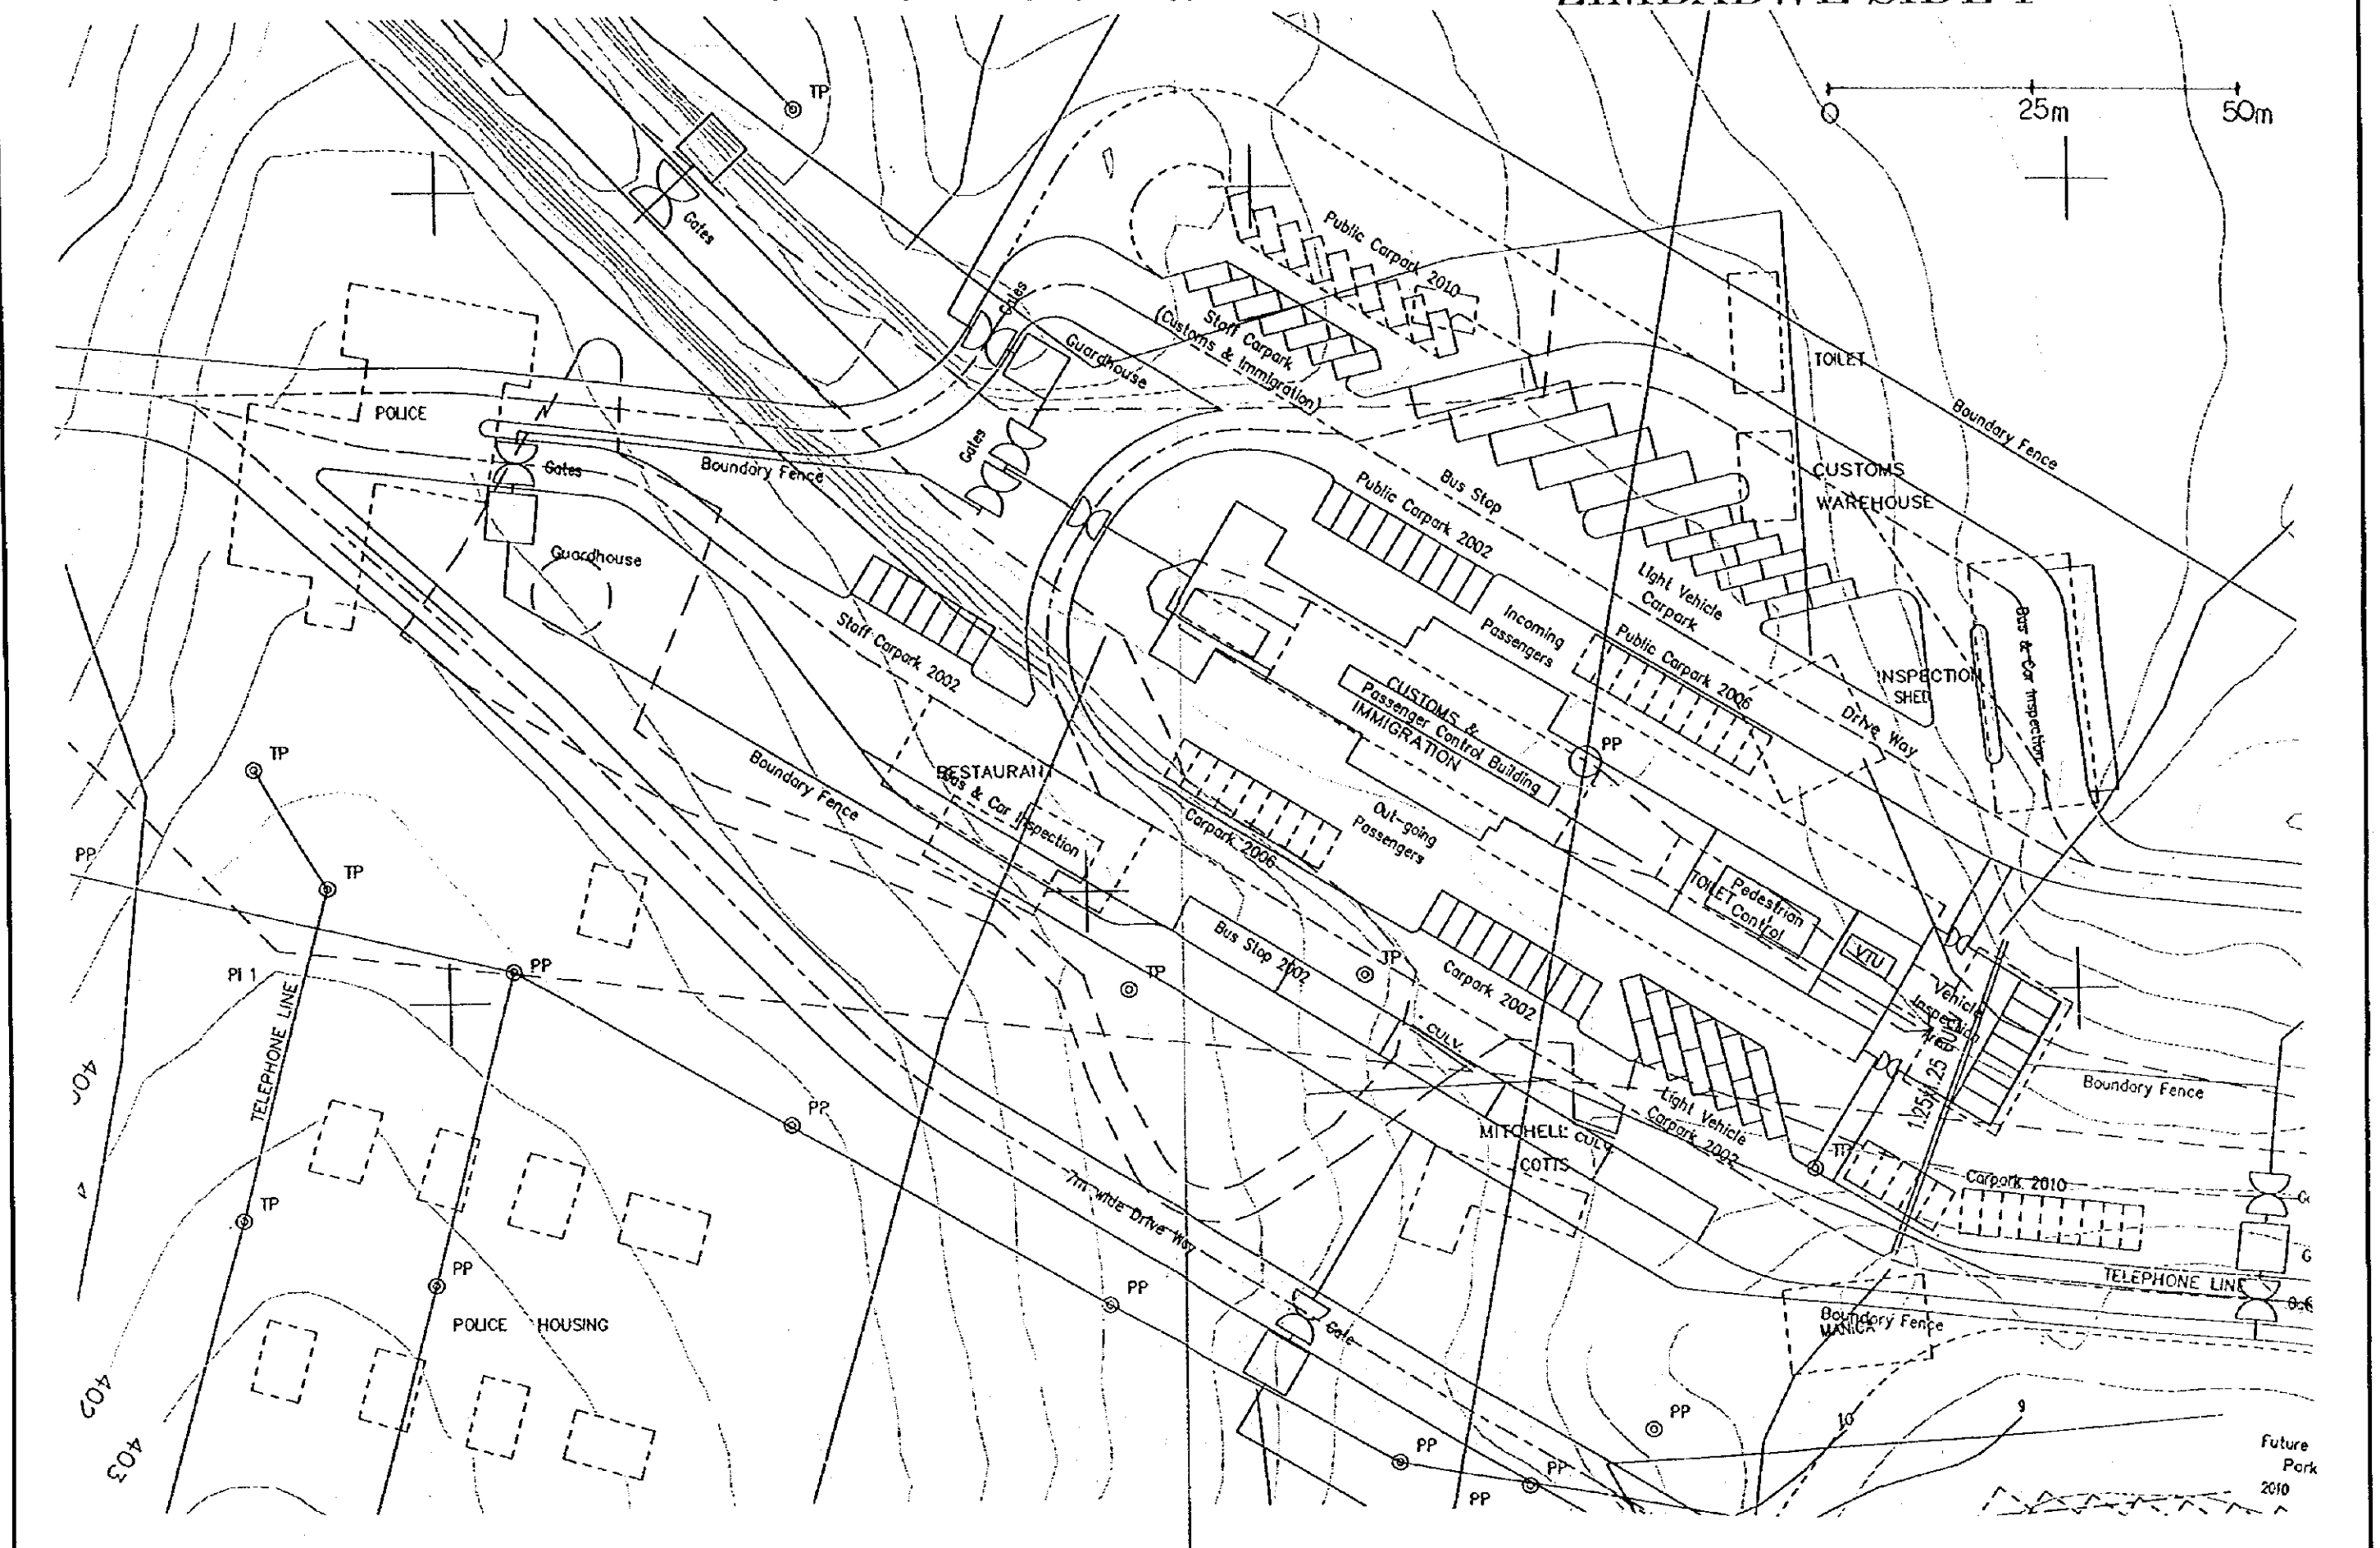 TP
0
25m
50m
Gates
Public Carpark 2010
Gates
Staff Carpark
(Customs & Immigration)
Guardhouse
TOILET
POLICE
Boundary Fence
Gates
Bus Stop
CUSTOMS
WAREHOUSE
Gates
Boundary Fence
Public Carpark 2002
Guardhouse
Light Vehicle
Carpark
Incoming
Passengers
Public Carpark 2006
Bus & Car Inspection
Staff Carpark 2002
INSPECTION
SHED
CUSTOMS &
Passenger Control Building
IMMIGRATION
Drive Way
PP
TP
RESTAURANT
Bus & Car Inspection
Boundary Fence
Out-going
Passengers
Carpark 2006
PP
TP
TOILET
Pedestrian
Control
VTU
Bus Stop 2002
PI 1
PP
TP
TP
Carpark 2002
Vehicle
Inspection
Area
TELEPHONE LINE
CULV.
Boundary Fence
PP
Light Vehicle
Carpark 2002
MITCHELL
CULV
COTTS
TP
Carpark 2010
7m wide Drive Way
TP
PP
PP
TELEPHONE LINE
POLICE HOUSING
Gate
Boundary Fence
MANICA
402
403
PP
10
9
PP
PP
PP
Future
Park
2010